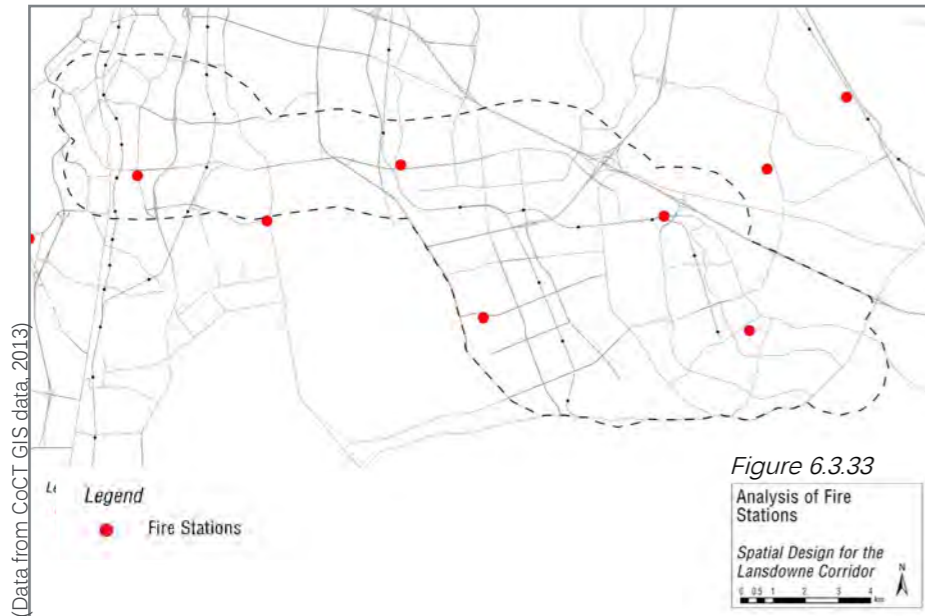 (Data from CoCT GIS data, 2013)
Legend
Fire Stations
Figure 6.3.33
Analysis of Fire
Stations
Spatial Design for the
Lansdowne Corridor
N
0 0.5 1 2 3 4
km